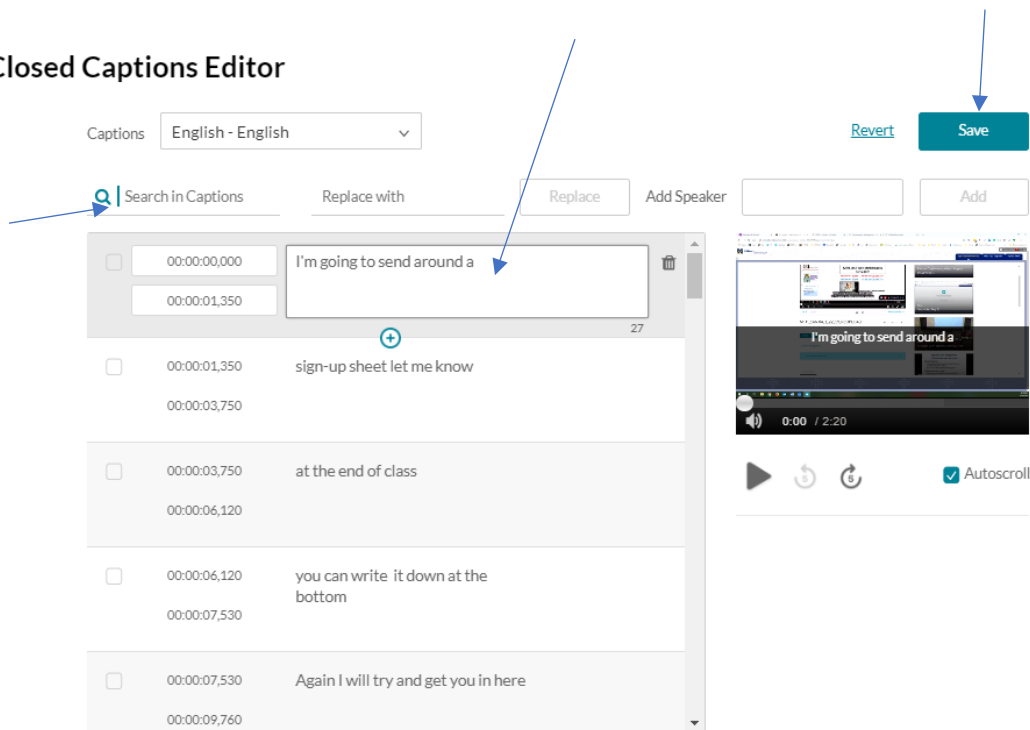 Closed Captions Editor
Captions English - English Revert Save
Search in Captions Replace with Replace Add Speaker Add
00:00:00,000 I'm going to send around a
00:00:01,350
27
00:00:01,350 sign-up sheet let me know
00:00:03,750
00:00:03,750 at the end of class
00:00:06,120
00:00:06,120 you can write it down at the
bottom
00:00:07,530
00:00:07,530 Again I will try and get you in here
00:00:09,760
I'm going to send around a
0:00 / 2:20
5 5 Autoscroll